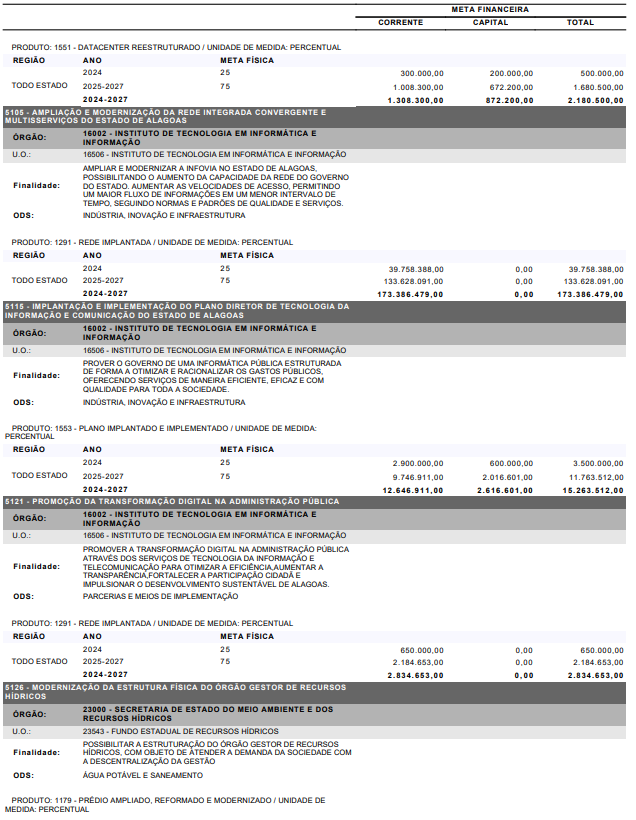 META FINANCEIRA
CORRENTE CAPITAL TOTAL
PRODUTO: 1551 - DATACENTER REESTRUTURADO / UNIDADE DE MEDIDA: PERCENTUAL
REGIÃO ANO META FÍSICA
2024 25 300.000,00 200.000,00 500.000,00
TODO ESTADO 2025-2027 75 1.008.300,00 672.200,00 1.680.500,00
2024-2027 1.308.300,00 872.200,00 2.180.500,00
5105 - AMPLIAÇÃO E MODERNIZAÇÃO DA REDE INTEGRADA CONVERGENTE E
MULTISSERVIÇOS DO ESTADO DE ALAGOAS
ÓRGÃO: 16002 - INSTITUTO DE TECNOLOGIA EM INFORMÁTICA E
INFORMAÇÃO
U.O.: 16506 - INSTITUTO DE TECNOLOGIA EM INFORMÁTICA E INFORMAÇÃO
AMPLIAR E MODERNIZAR A INFOVIA NO ESTADO DE ALAGOAS,
POSSIBILITANDO O AUMENTO DA CAPACIDADE DA REDE DO GOVERNO
Finalidade: DO ESTADO. AUMENTAR AS VELOCIDADES DE ACESSO, PERMITINDO
UM MAIOR FLUXO DE INFORMAÇÕES EM UM MENOR INTERVALO DE
TEMPO, SEGUINDO NORMAS E PADRÕES DE QUALIDADE E SERVIÇOS.
ODS: INDÚSTRIA, INOVAÇÃO E INFRAESTRUTURA
PRODUTO: 1291 - REDE IMPLANTADA / UNIDADE DE MEDIDA: PERCENTUAL
REGIÃO ANO META FÍSICA
2024 25 39.758.388,00 0,00 39.758.388,00
TODO ESTADO 2025-2027 75 133.628.091,00 0,00 133.628.091,00
2024-2027 173.386.479,00 0,00 173.386.479,00
5115 - IMPLANTAÇÃO E IMPLEMENTAÇÃO DO PLANO DIRETOR DE TECNOLOGIA DA
INFORMAÇÃO E COMUNICAÇÃO DO ESTADO DE ALAGOAS
ÓRGÃO: 16002 - INSTITUTO DE TECNOLOGIA EM INFORMÁTICA E
INFORMAÇÃO
U.O.: 16506 - INSTITUTO DE TECNOLOGIA EM INFORMÁTICA E INFORMAÇÃO
PROVER O GOVERNO DE UMA INFORMÁTICA PÚBLICA ESTRUTURADA
Finalidade: DE FORMA A OTIMIZAR E RACIONALIZAR OS GASTOS PÚBLICOS,
OFERECENDO SERVIÇOS DE MANEIRA EFICIENTE, EFICAZ E COM
QUALIDADE PARA TODA A SOCIEDADE.
ODS: INDÚSTRIA, INOVAÇÃO E INFRAESTRUTURA
PRODUTO: 1553 - PLANO IMPLANTADO E IMPLEMENTADO / UNIDADE DE MEDIDA:
PERCENTUAL
REGIÃO ANO META FÍSICA
2024 25 2.900.000,00 600.000,00 3.500.000,00
TODO ESTADO 2025-2027 75 9.746.911,00 2.016.601,00 11.763.512,00
2024-2027 12.646.911,00 2.616.601,00 15.263.512,00
5121 - PROMOÇÃO DA TRANSFORMAÇÃO DIGITAL NA ADMINISTRAÇÃO PÚBLICA
ÓRGÃO: 16002 - INSTITUTO DE TECNOLOGIA EM INFORMÁTICA E
INFORMAÇÃO
U.O.: 16506 - INSTITUTO DE TECNOLOGIA EM INFORMÁTICA E INFORMAÇÃO
PROMOVER A TRANSFORMAÇÃO DIGITAL NA ADMINISTRAÇÃO PÚBLICA
ATRAVÉS DOS SERVIÇOS DE TECNOLOGIA DA INFORMAÇÃO E
Finalidade: TELECOMUNICAÇÃO PARA OTIMIZAR A EFICIÊNCIA,AUMENTAR A
TRANSPARÊNCIA,FORTALECER A PARTICIPAÇÃO CIDADÃ E
IMPULSIONAR O DESENVOLVIMENTO SUSTENTÁVEL DE ALAGOAS.
ODS: PARCERIAS E MEIOS DE IMPLEMENTAÇÃO
PRODUTO: 1291 - REDE IMPLANTADA / UNIDADE DE MEDIDA: PERCENTUAL
REGIÃO ANO META FÍSICA
2024 25 650.000,00 0,00 650.000,00
TODO ESTADO 2025-2027 75 2.184.653,00 0,00 2.184.653,00
2024-2027 2.834.653,00 0,00 2.834.653,00
5126 - MODERNIZAÇÃO DA ESTRUTURA FÍSICA DO ÓRGÃO GESTOR DE RECURSOS
HÍDRICOS
ÓRGÃO: 23000 - SECRETARIA DE ESTADO DO MEIO AMBIENTE E DOS
RECURSOS HÍDRICOS
U.O.: 23543 - FUNDO ESTADUAL DE RECURSOS HÍDRICOS
POSSIBILITAR A ESTRUTURAÇÃO DO ÓRGÃO GESTOR DE RECURSOS
Finalidade: HÍDRICOS, COM OBJETO DE ATENDER A DEMANDA DA SOCIEDADE COM
A DESCENTRALIZAÇÃO DA GESTÃO
ODS: ÁGUA POTÁVEL E SANEAMENTO
PRODUTO: 1179 - PRÉDIO AMPLIADO, REFORMADO E MODERNIZADO / UNIDADE DE
MEDIDA: PERCENTUAL